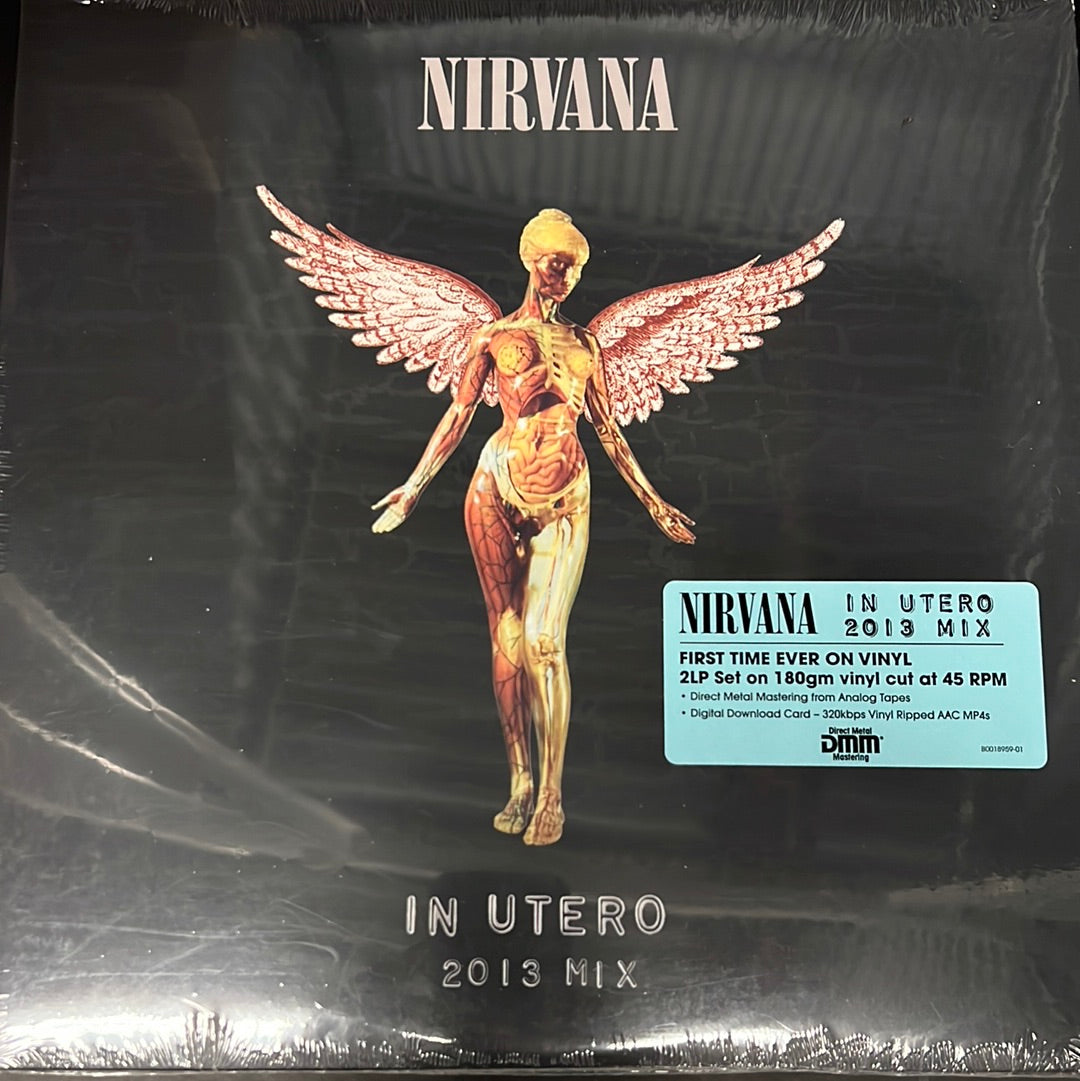 NIRVANA
NIRVANA IN UTERO
2013 MIX
FIRST TIME EVER ON VINYL
2LP Set on 180gm vinyl cut at 45 RPM
• Direct Metal Mastering from Analog Tapes
• Digital Download Card – 320kbps Vinyl Ripped AAC MP4s
Direct Metal
DMM®
Mastering
B0018959-01
IN UTERO
2013 MIX